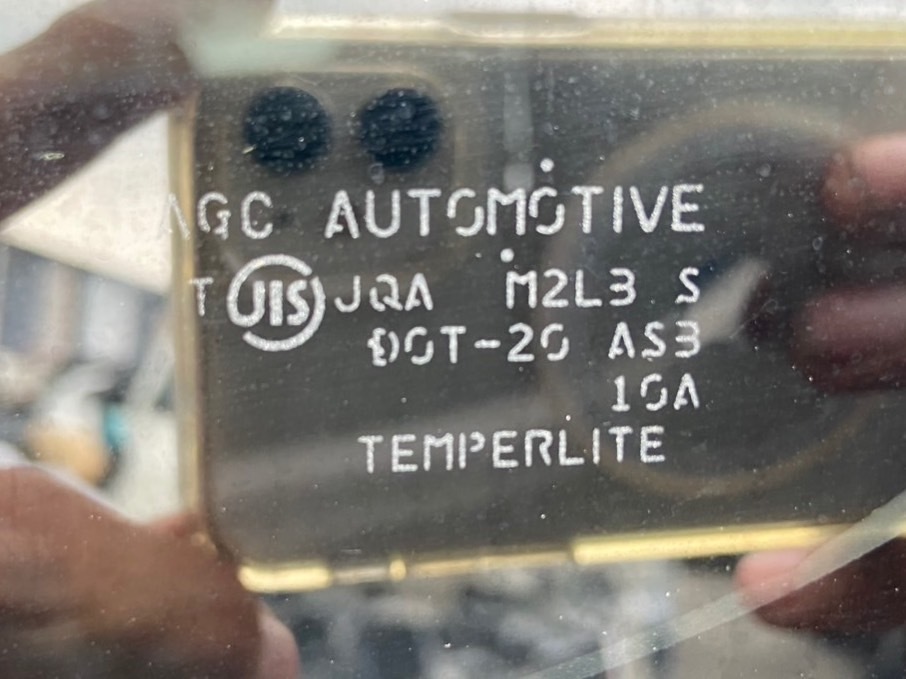 AGC AUTOMOTIVE
T JIS JQA M2L3 S
DOT-20 AS3
10A
TEMPERLITE